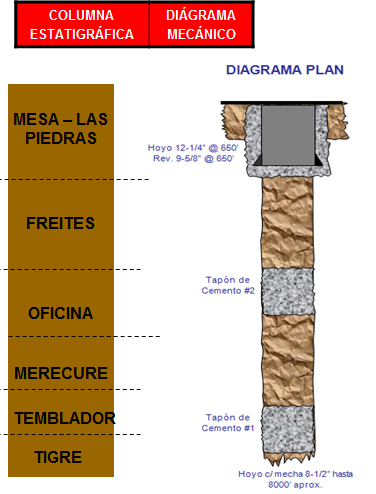 COLUMNA
ESTATIGRÁFICA
DIÁGRAMA
MECÁNICO
DIAGRAMA PLAN
MESA – LAS
PIEDRAS
Hoyo 12-1/4" @ 650'
Rev. 9-5/8" @ 650'
FREITES
Tapón de
Cemento #2
OFICINA
MERECURE
TEMBLADOR
Tapón de
Cemento #1
TIGRE
Hoyo c/ mecha 8-1/2" hasta
8000' aprox.